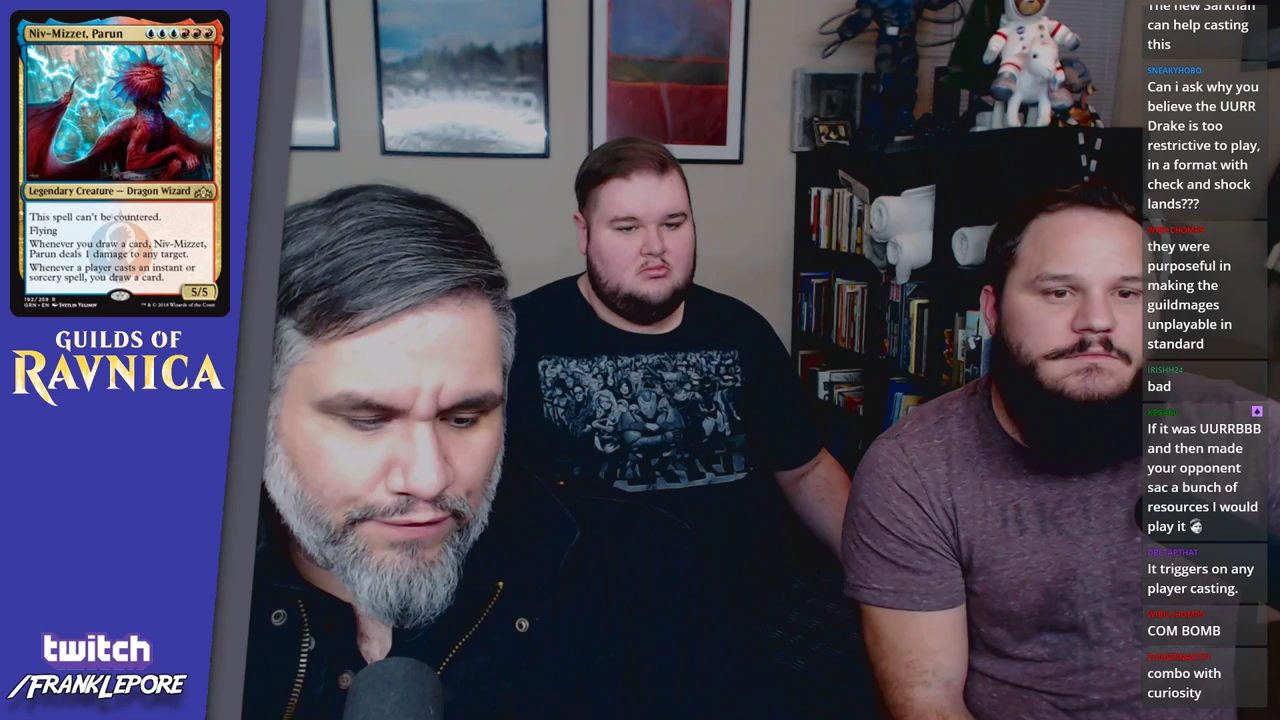 Niv-Mizzet, Parun
Legendary Creature — Dragon Wizard
This spell can't be countered.
Flying
Whenever you draw a card, Niv-Mizzet,
Parun deals 1 damage to any target.
Whenever a player casts an instant or
sorcery spell, you draw a card.
5/5
GUILDS OF
RAVNICA
twitch
/FRANKLEPORE
The new Sarkhan
can help casting
this
SNEAKYHOBO
Can i ask why you
believe the UURR
Drake is too
restrictive to play,
in a format with
check and shock
lands???
they were
purposeful in
making the
guildmages
unplayable in
standard
IRISHH24
bad
If it was UURRBBB
and then made
your opponent
sac a bunch of
resources I would
play it
It triggers on any
player casting.
COM BOMB
combo with
curiosity